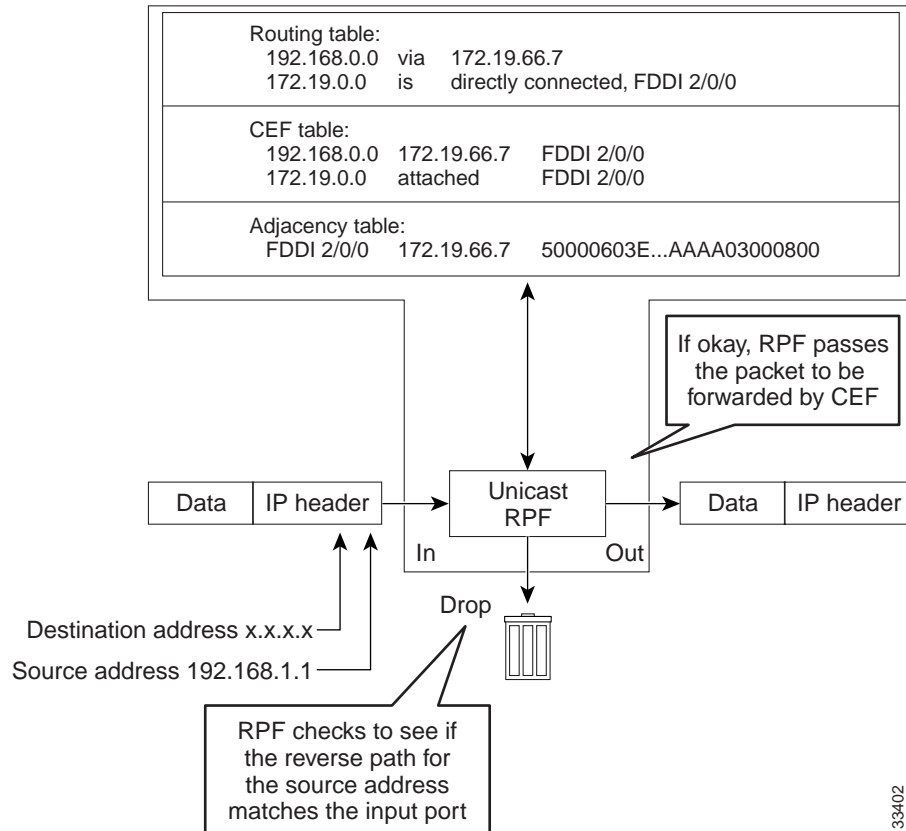 Routing table:
192.168.0.0 via 172.19.66.7
172.19.0.0 is directly connected, FDDI 2/0/0
CEF table:
192.168.0.0 172.19.66.7 FDDI 2/0/0
172.19.0.0 attached FDDI 2/0/0
Adjacency table:
FDDI 2/0/0 172.19.66.7 50000603E...AAAA03000800
If okay, RPF passes
the packet to be
forwarded by CEF
Data IP header
Unicast
RPF
Data IP header
In Out
Drop
Destination address x.x.x.x
Source address 192.168.1.1
RPF checks to see if
the reverse path for
the source address
matches the input port
33402